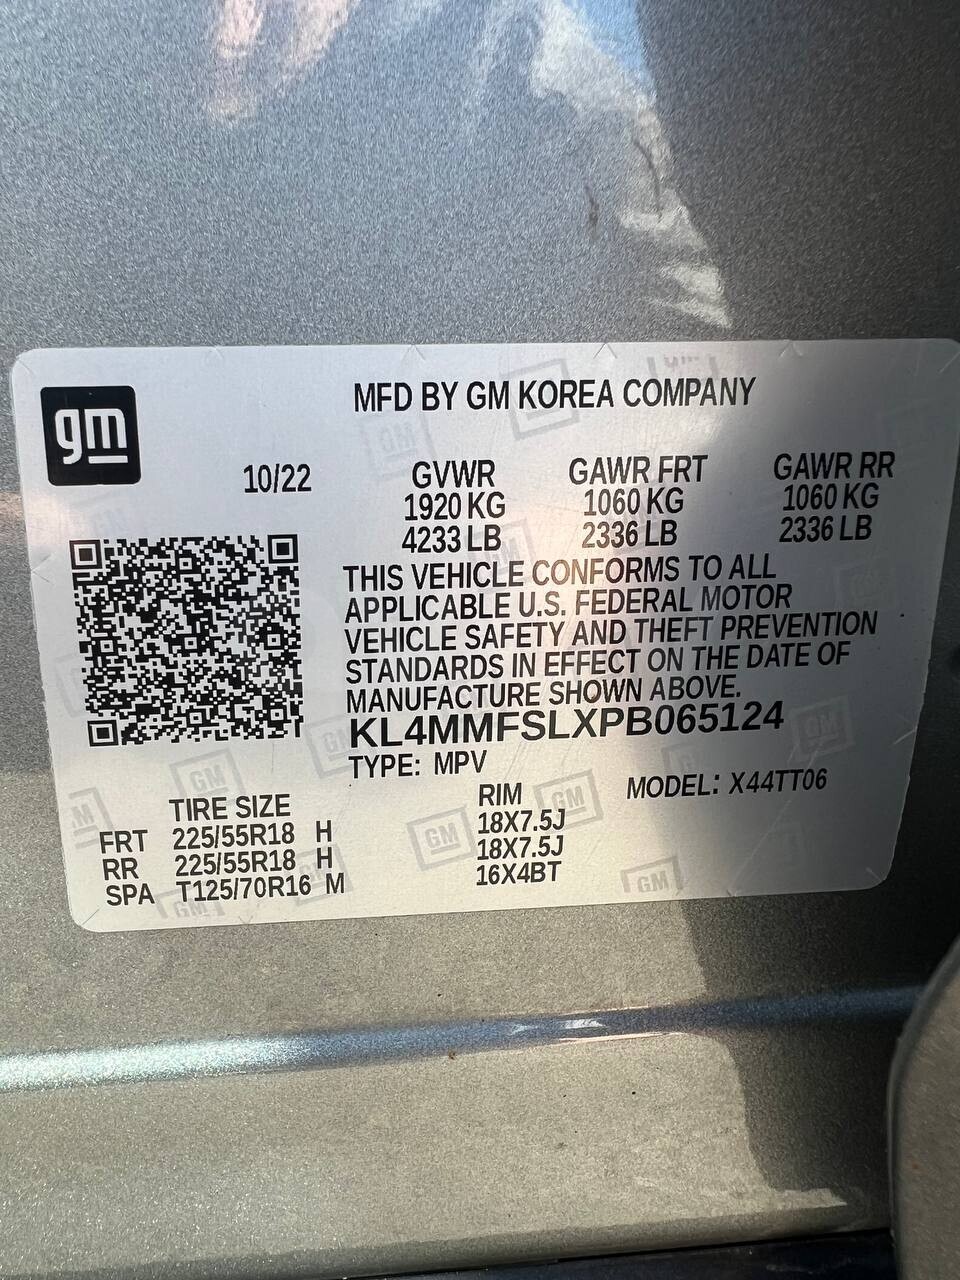 gm
MFD BY GM KOREA COMPANY
10/22 GVWR GAWR FRT GAWR RR
1920 KG 1060 KG 1060 KG
4233 LB 2336 LB 2336 LB
THIS VEHICLE CONFORMS TO ALL
APPLICABLE U.S. FEDERAL MOTOR
VEHICLE SAFETY AND THEFT PREVENTION
STANDARDS IN EFFECT ON THE DATE OF
MANUFACTURE SHOWN ABOVE.
KL4MMFSLXPB065124
TYPE: MPV MODEL: X44TT06
TIRE SIZE RIM
FRT 225/55R18 H 18X7.5J
RR 225/55R18 H 18X7.5J
SPA T125/70R16 M 16X4BT